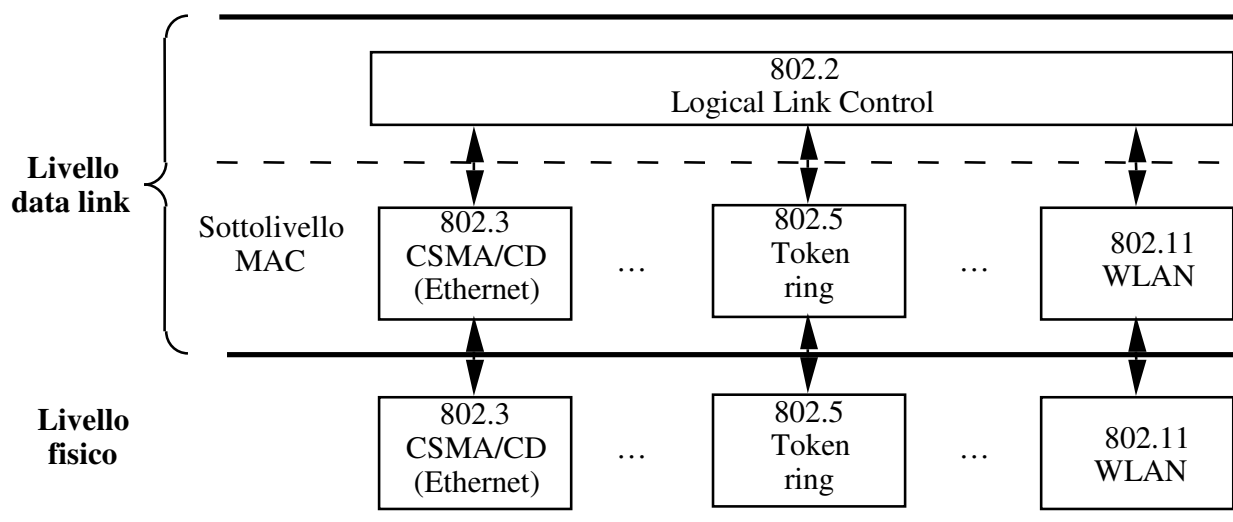 802.2
Logical Link Control
Livello
data link
Sottolivello
MAC
802.3
CSMA/CD
(Ethernet)
...
802.5
Token
ring
...
802.11
WLAN
Livello
fisico
802.3
CSMA/CD
(Ethernet)
...
802.5
Token
ring
...
802.11
WLAN